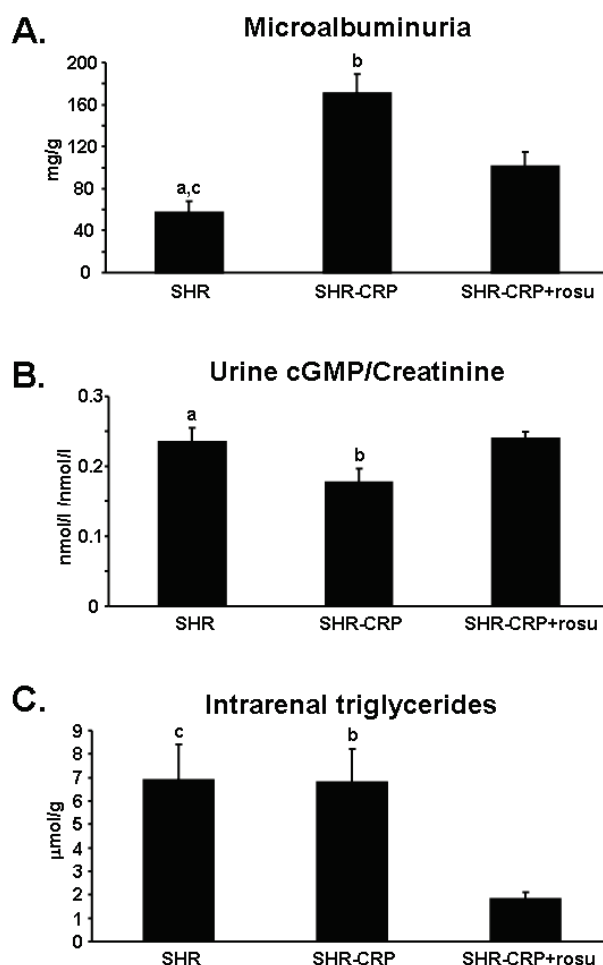 A.
Microalbuminuria
200
160
120
80
40
0
mg/g
a,c
b
SHR
SHR-CRP
SHR-CRP+rosu
B.
Urine cGMP/Creatinine
0.3
0.2
0.1
0
nmol/l /nmol/l
a
b
SHR
SHR-CRP
SHR-CRP+rosu
C.
Intrarenal triglycerides
9
8
7
6
5
4
3
2
1
0
μmol/g
c
b
SHR
SHR-CRP
SHR-CRP+rosu